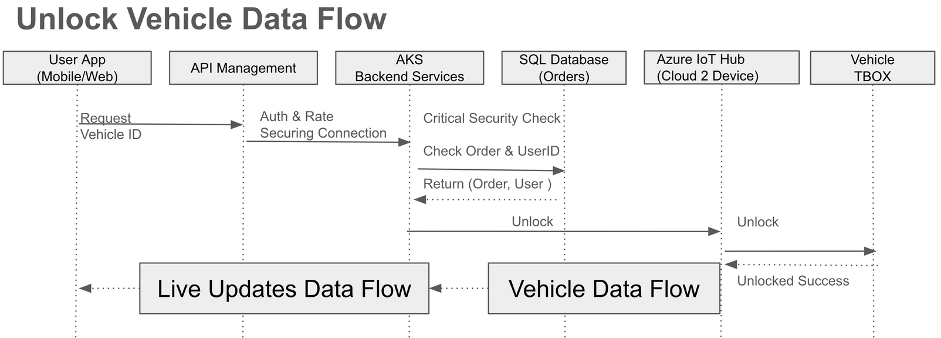 Unlock Vehicle Data Flow
User App
(Mobile/Web)
API Management
AKS
Backend Services
SQL Database
(Orders)
Azure IoT Hub
(Cloud 2 Device)
Vehicle
TBOX
Request
Vehicle ID
Auth & Rate
Securing Connection
Critical Security Check
Check Order & UserID
Return (Order, User )
Unlock
Unlock
Unlocked Success
Live Updates Data Flow
Vehicle Data Flow